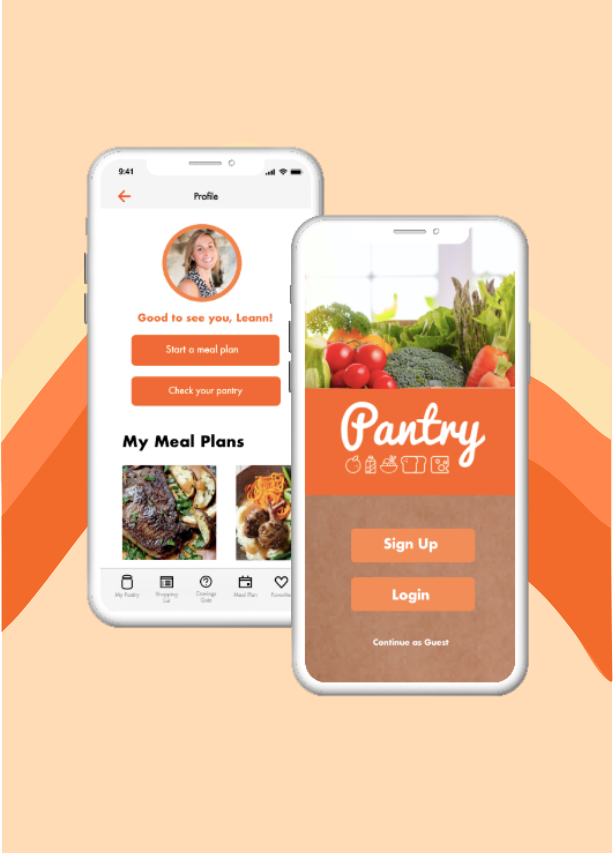 9:41
Profile
Good to see you, Leann!
Start a meal plan
Check your pantry
My Meal Plans
My Pantry
Shopping
List
Cravings
Quiz
Meal Plan
Favorites
Pantry
Sign Up
Login
Continue as Guest